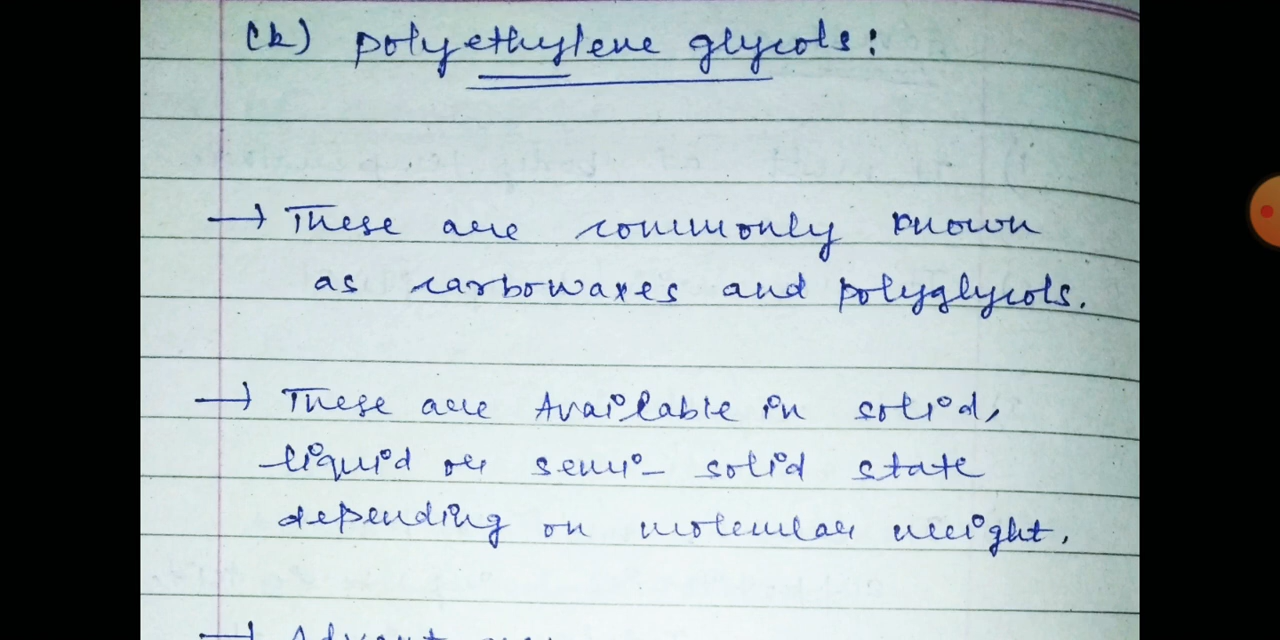 (k) polyethylene glycols:
→ These are commonly known
as carbowaxes and polyglycols.
→ These are Available in solid,
liquid or semi- solid state
depending on molecular weight.
→